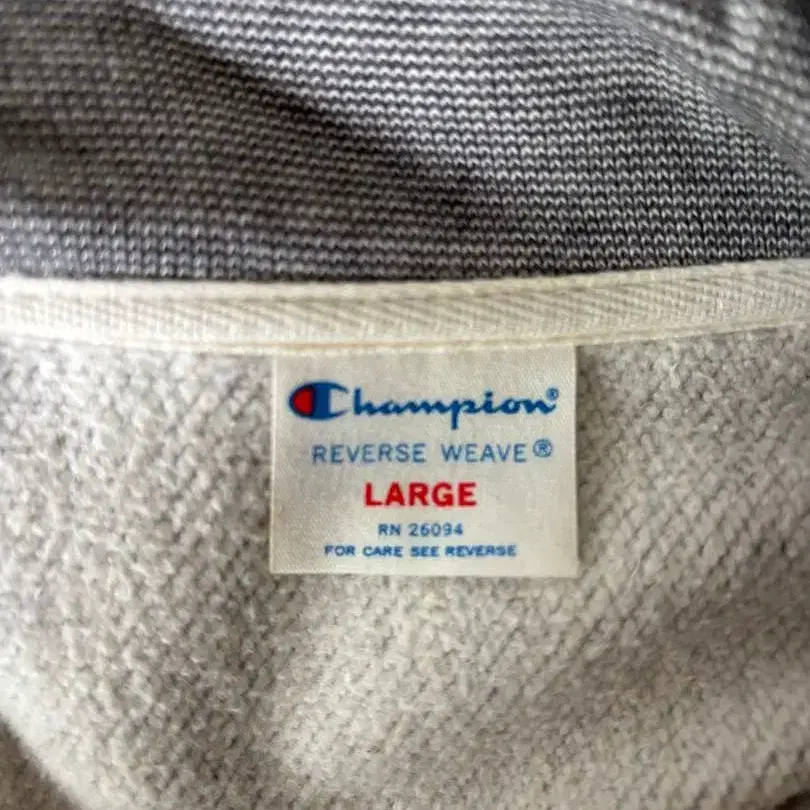 Champion®
REVERSE WEAVE®
LARGE
RN 26094
FOR CARE SEE REVERSE